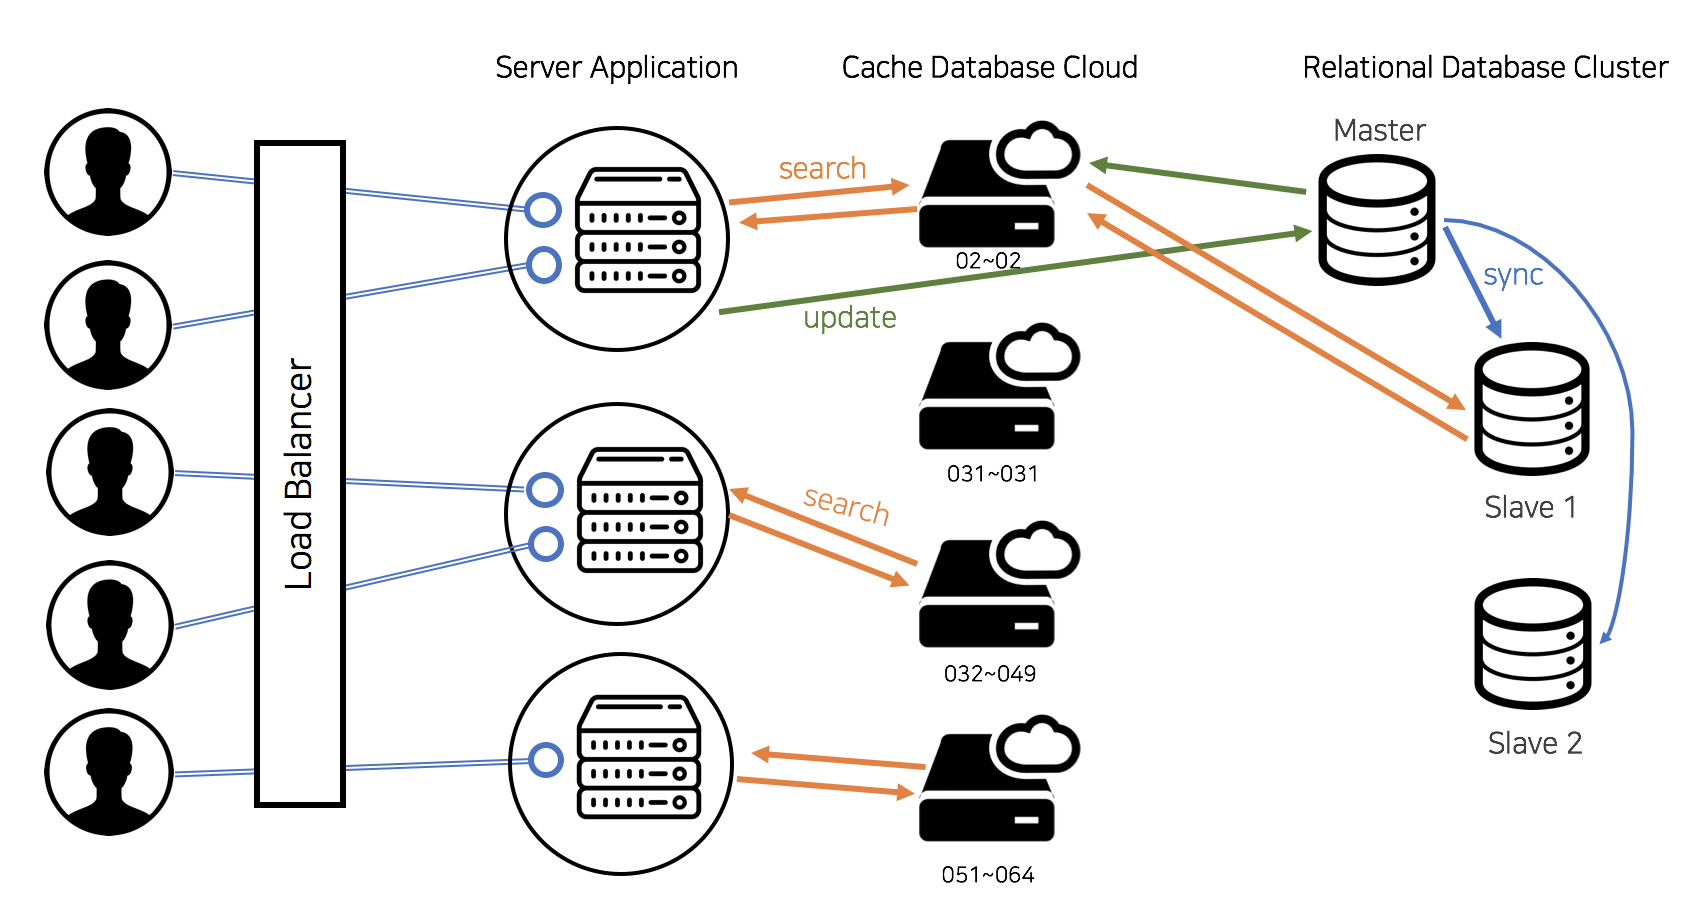 Server Application
Cache Database Cloud
Relational Database Cluster
Master
search
02~02
update
sync
Load Balancer
031~031
search
Slave 1
032~049
Slave 2
051~064